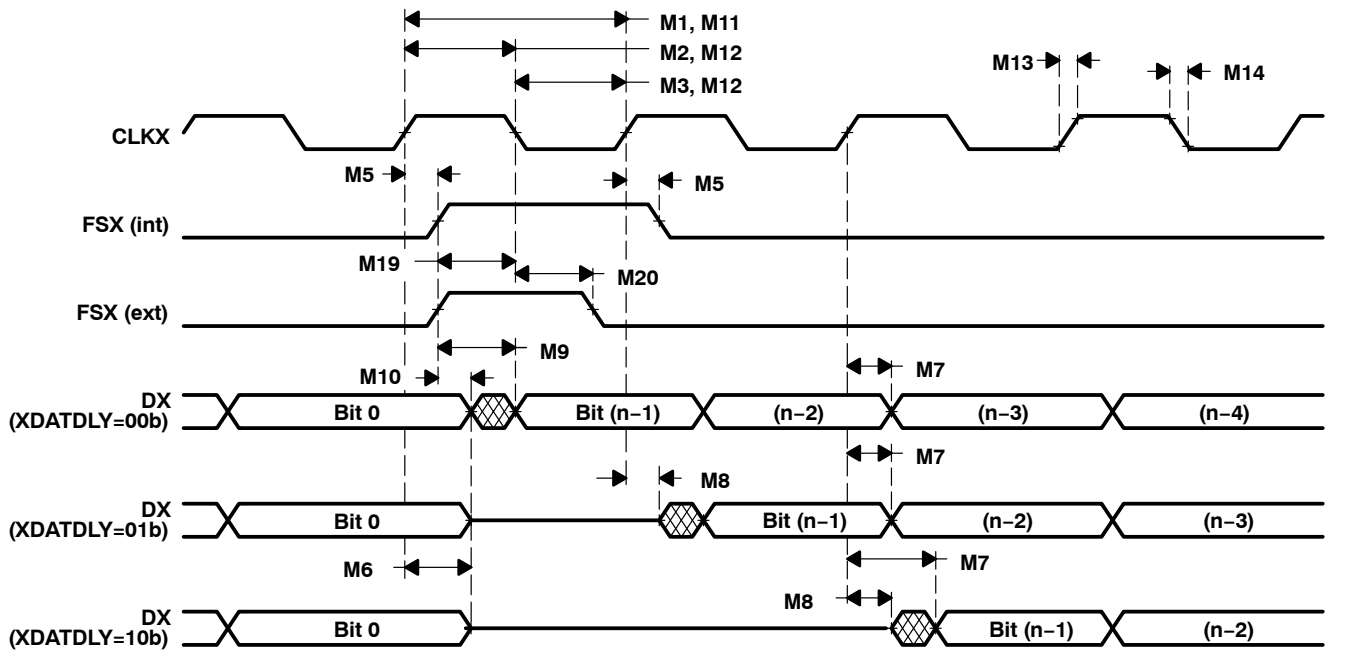 M1, M11
M2, M12
M3, M12
M13
M14
CLKX
M5
M5
FSX (int)
M19
M20
FSX (ext)
M9
M10
M7
DX
(XDATDLY=00b)
Bit 0
Bit (n−1)
(n−2)
(n−3)
(n−4)
M7
M8
DX
(XDATDLY=01b)
Bit 0
Bit (n−1)
(n−2)
(n−3)
M6
M7
M8
DX
(XDATDLY=10b)
Bit 0
Bit (n−1)
(n−2)